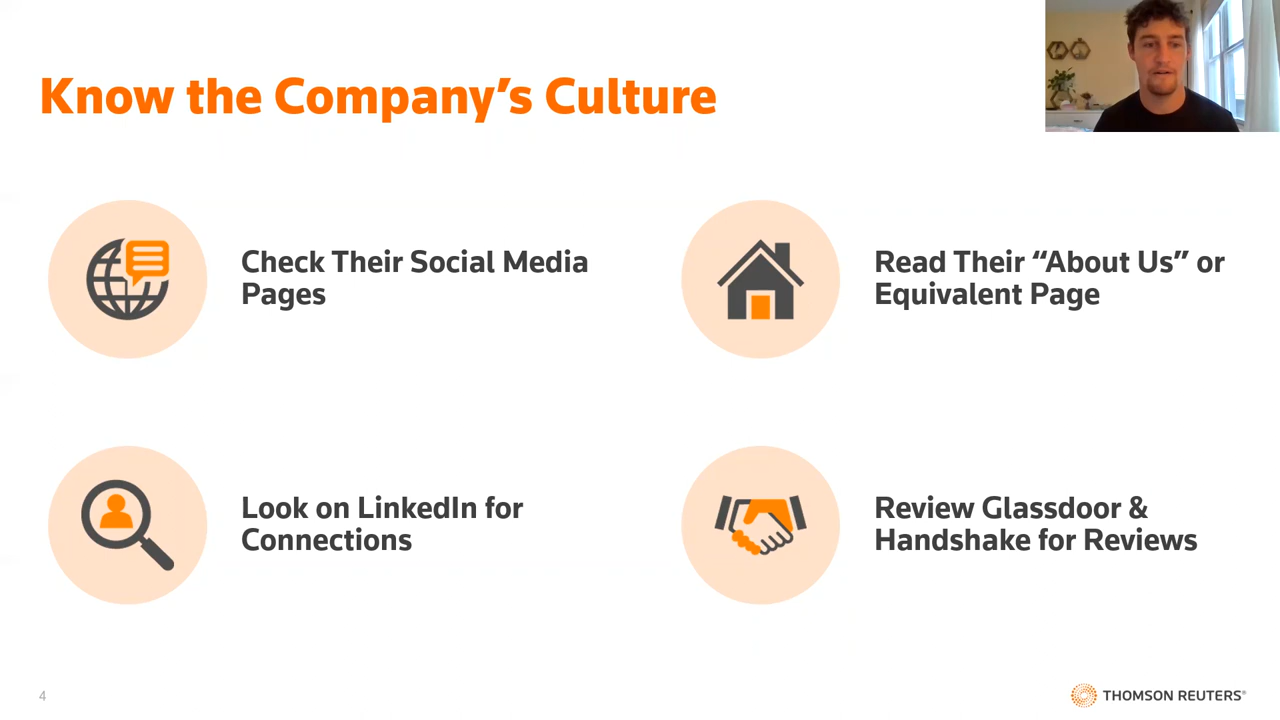 Know the Company’s Culture
Check Their Social Media
Pages
Read Their “About Us” or
Equivalent Page
Look on LinkedIn for
Connections
Review Glassdoor &
Handshake for Reviews
4
THOMSON REUTERS®